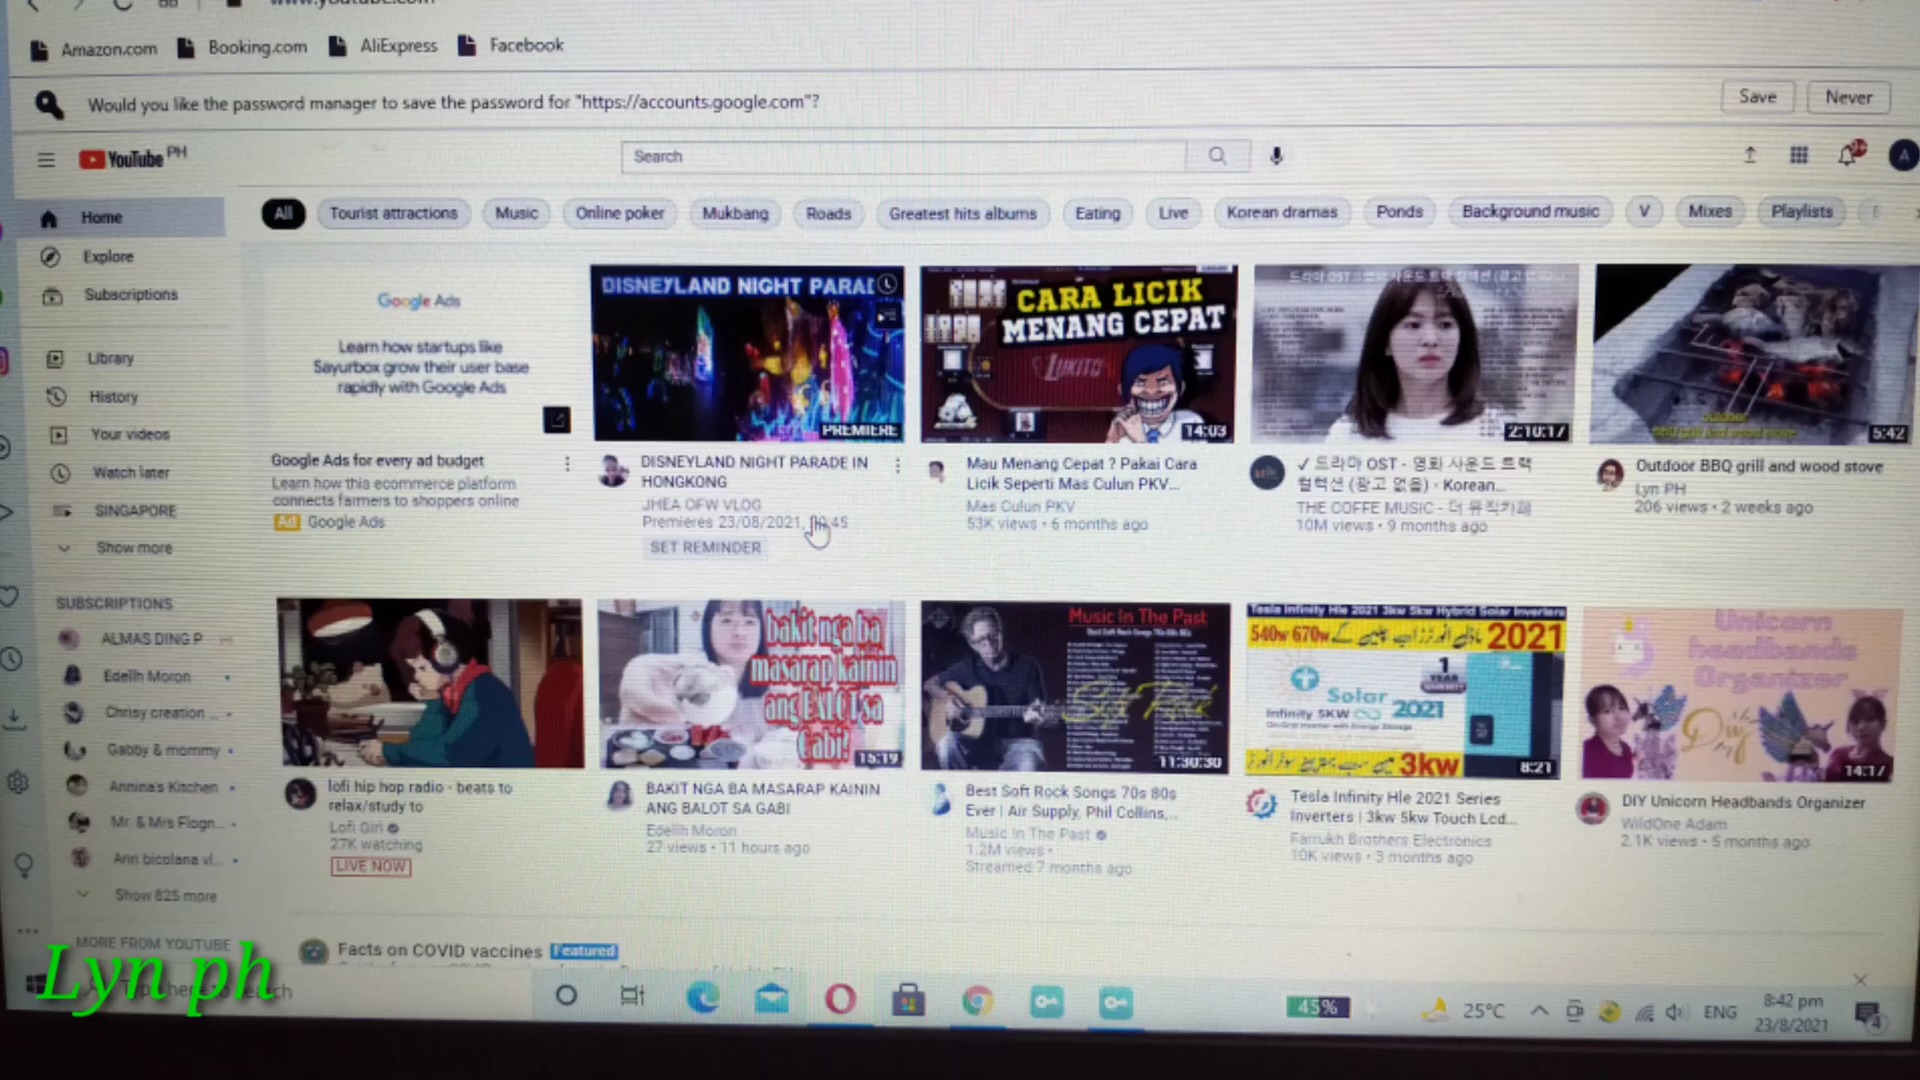 www.youtube.com
Amazon.com Booking.com AliExpress Facebook
Would you like the password manager to save the password for "https://accounts.google.com"?
Save Never
YouTube PH
Search
A
Home
Explore
Subscriptions
Library
History
Your videos
Watch later
SINGAPORE
Show more
SUBSCRIPTIONS
ALMAS DING P
Edelih Moron
Chrisy creation ...
Gabby & mommy
Annina's Kitchen
Mr. & Mrs Flogn...
Ann bicolana vl...
Show 825 more
MORE FROM YOUTUBE
All Tourist attractions Music Online poker Mukbang Roads Greatest hits albums Eating Live Korean dramas Ponds Background music V Mixes Playlists
Google Ads
Learn how startups like
Sayurbox grow their user base
rapidly with Google Ads
Google Ads for every ad budget
Learn how this ecommerce platform
connects farmers to shoppers online
Ad Google Ads
DISNEYLAND NIGHT PARAD
PREMIERE
DISNEYLAND NIGHT PARADE IN
HONGKONG
JHEA OFW VLOG
Premieres 23/08/2021,
SET REMINDER
CARA LICIK
MENANG CEPAT
LUKITO
14:03
Mau Menang Cepat ? Pakai Cara
Licik Seperti Mas Culun PKV...
Mas Culun PKV
53K views • 6 months ago
2:10:17
✓ 드라마 OST - 영화 사운드 트랙
컬렉션 (광고 없음) - Korean...
THE COFFE MUSIC - 더 뮤직카페
10M views • 9 months ago
outdoor
BBQ grill and wood stove
5:42
Outdoor BBQ grill and wood stove
Lyn PH
206 views • 2 weeks ago
lofi hip hop radio - beats to
relax/study to
Lofi Girl
27K watching
LIVE NOW
bakit nga ba
masarap kainin
ang sa
Gabi!
15:19
BAKIT NGA BA MASARAP KAININ
ANG BALOT SA GABI
Edelih Moron
27 views • 11 hours ago
Music In The Past
Best Soft Rock Songs 70s 80s
Soft Rock
11:30:30
Best Soft Rock Songs 70s 80s
Ever | Air Supply, Phil Collins,...
Music In The Past
1.2M views •
Streamed 7 months ago
Tesla Infinity Hle 2021 3kw 5kw Hybrid Solar Inverters
540w 670w 2021
1
YEAR
WARRANTY
Solar
Infinity 5KW 2021
3kw
8:21
Tesla Infinity Hle 2021 Series
Inverters | 3kw 5kw Touch Lcd...
Farrukh Brothers Electronics
10K views • 3 months ago
Unicorn
headbands
Organizer
Diy
14:17
DIY Unicorn Headbands Organizer
WildOne Adam
2.1K views • 5 months ago
Facts on COVID vaccines Featured
Lyn ph
45% 25°C ENG 8:42 pm
23/8/2021
4